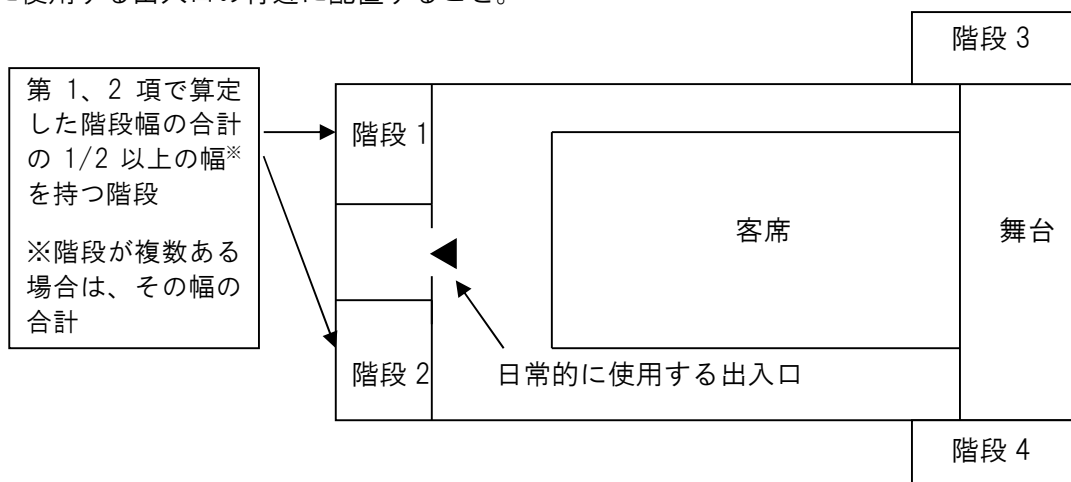 に使用する出入口の付近に配置すること。
階段 3
第 1、2 項で算定
した階段幅の合計
の 1/2 以上の幅※
を持つ階段
※階段が複数ある
場合は、その幅の
合計
階段 1
客席
舞台
階段 2
日常的に使用する出入口
階段 4